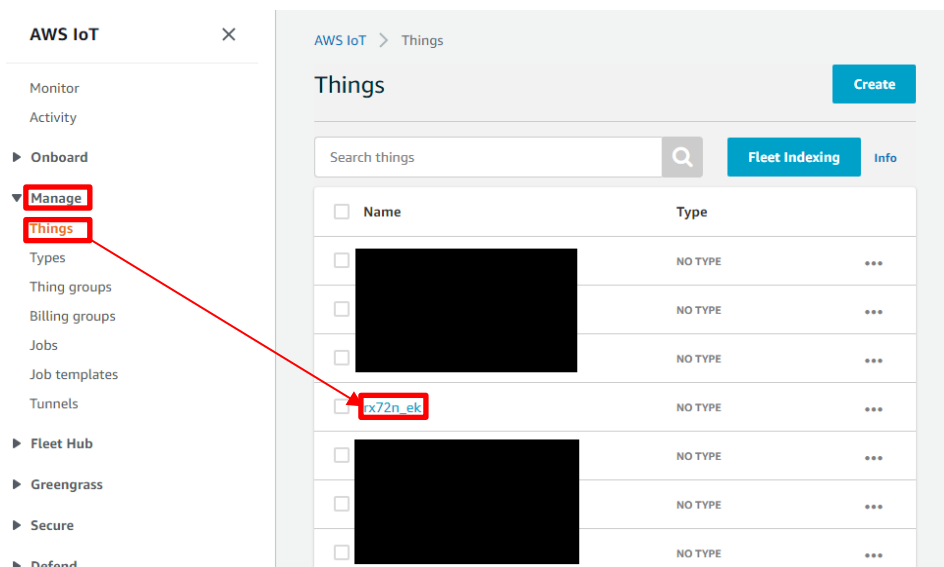 AWS IoT
Monitor
Activity
Onboard
Manage
Things
Types
Thing groups
Billing groups
Jobs
Job templates
Tunnels
Fleet Hub
Greengrass
Secure
Defend
AWS IoT > Things
Things
Create
Search things
Fleet Indexing
Info
Name Type
NO TYPE
NO TYPE
NO TYPE
rx72n_ek NO TYPE
NO TYPE
NO TYPE
NO TYPE